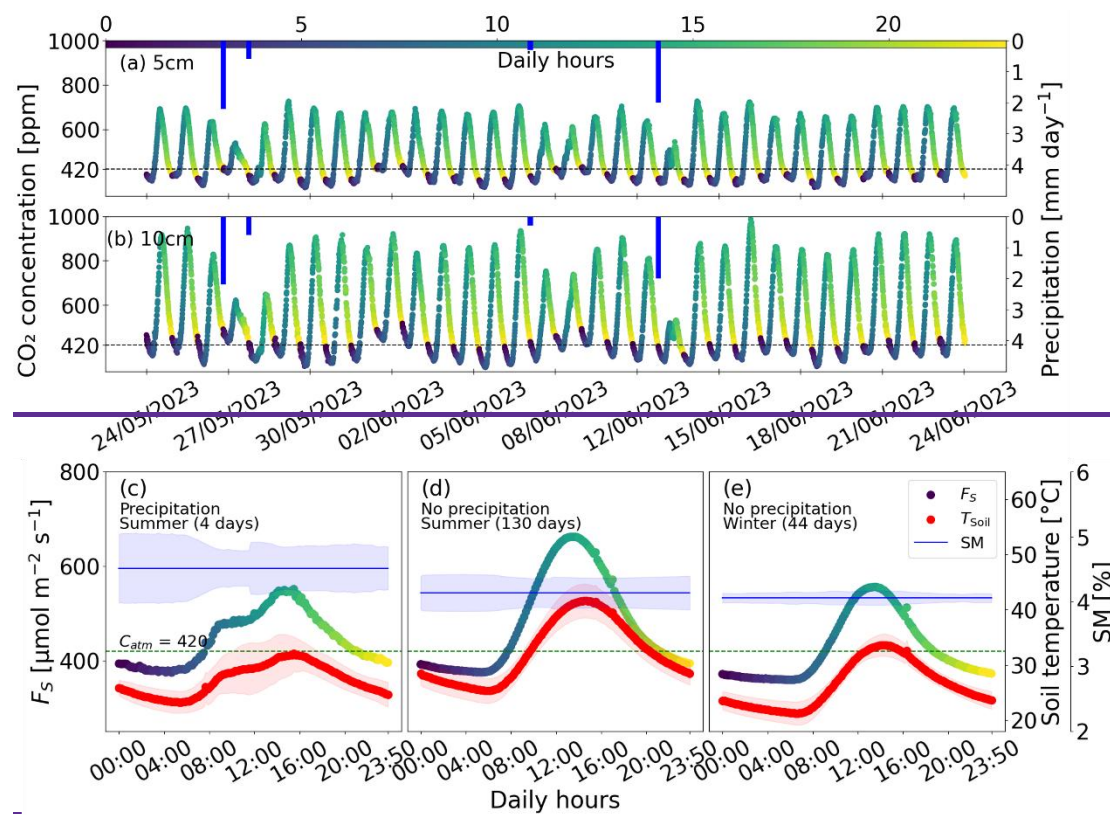 0 5 10 15 20
Daily hours
(a) 5cm
1000
800
600
420
0
1
2
3
4
(b) 10cm
1000
800
600
420
0
1
2
3
4
CO₂ concentration [ppm]
Precipitation [mm day⁻¹]
24/05/2023 27/05/2023 30/05/2023 02/06/2023 05/06/2023 08/06/2023 12/06/2023 15/06/2023 18/06/2023 21/06/2023 24/06/2023
(c)
Precipitation
Summer (4 days)
C_atm = 420
(d)
No precipitation
Summer (130 days)
(e)
No precipitation
Winter (44 days)
F_S
T_Soil
SM
800
600
400
F_S [µmol m⁻² s⁻¹]
60
50
40
30
20
Soil temperature [°C]
6
5
4
3
2
SM [%]
00:00 04:00 08:00 12:00 16:00 20:00 23:50
00:00 04:00 08:00 12:00 16:00 20:00 23:50
00:00 04:00 08:00 12:00 16:00 20:00 23:50
Daily hours